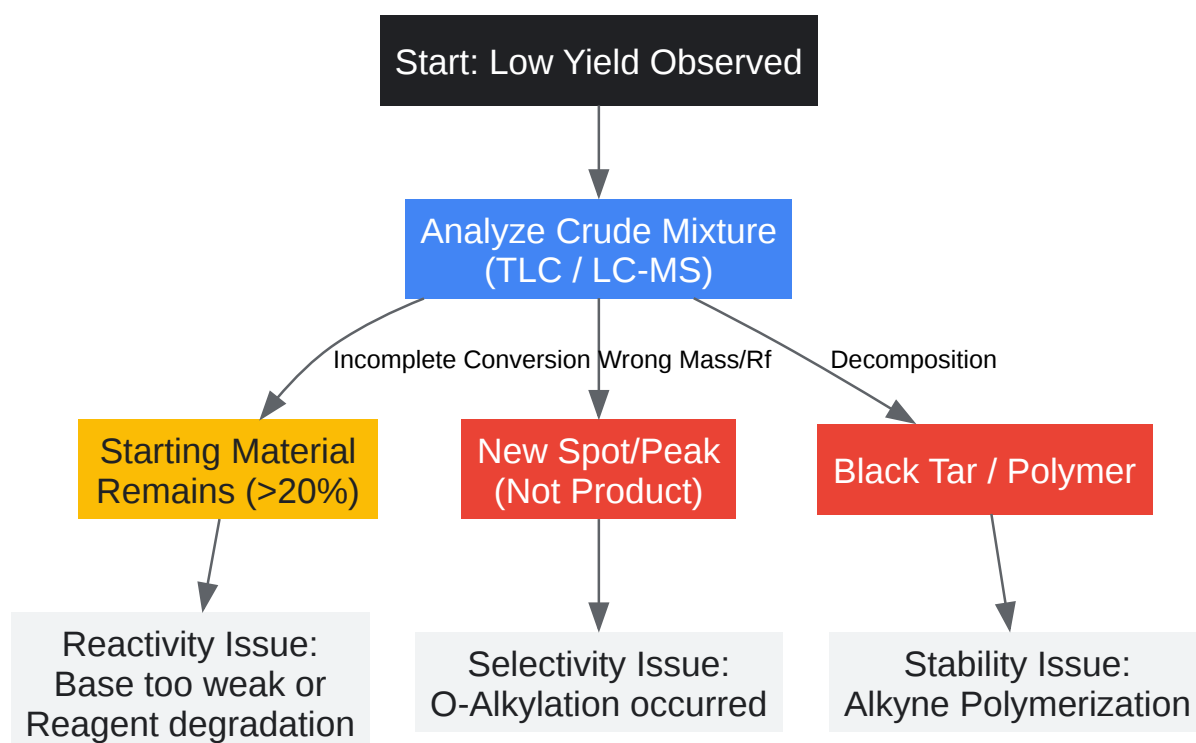 Start: Low Yield Observed
Analyze Crude Mixture
(TLC / LC-MS)
Incomplete Conversion
Wrong Mass/Rf
Decomposition
Starting Material
Remains (>20%)
New Spot/Peak
(Not Product)
Black Tar / Polymer
Reactivity Issue:
Base too weak or
Reagent degradation
Selectivity Issue:
O-Alkylation occurred
Stability Issue:
Alkyne Polymerization